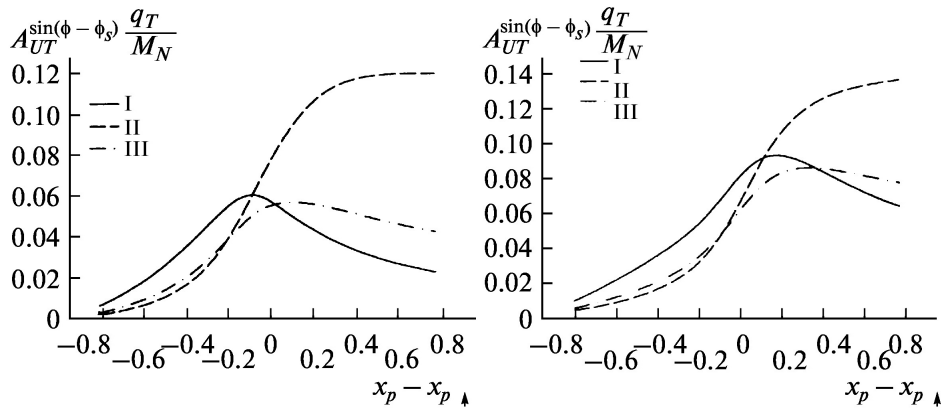 A_{UT}^{sin(ϕ – ϕ_s)} q_T / M_N
0.12
0.10
0.08
0.06
0.04
0.02
0
I
II
III
–0.8 –0.6 –0.4 –0.2 0 0.2 0.4 0.6 0.8
x_p – x_p↑
A_{UT}^{sin(ϕ – ϕ_s)} q_T / M_N
0.14
0.12
0.10
0.08
0.06
0.04
0.02
0
I
II
III
–0.8 –0.6 –0.4 –0.2 0 0.2 0.4 0.6 0.8
x_p – x_p↑